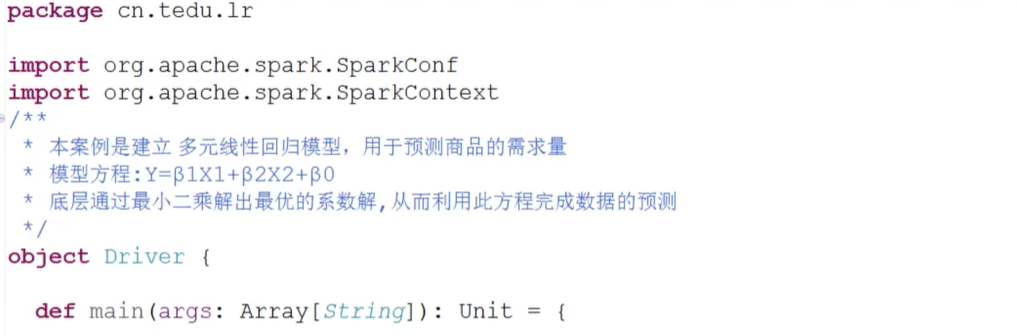 package cn.tedu.lr
import org.apache.spark.SparkConf
import org.apache.spark.SparkContext
/**
* 本案例是建立 多元线性回归模型，用于预测商品的需求量
* 模型方程:Y=β1X1+β2X2+β0
* 底层通过最小二乘解出最优的系数解,从而利用此方程完成数据的预测
*/
object Driver {
def main(args: Array[String]): Unit = {